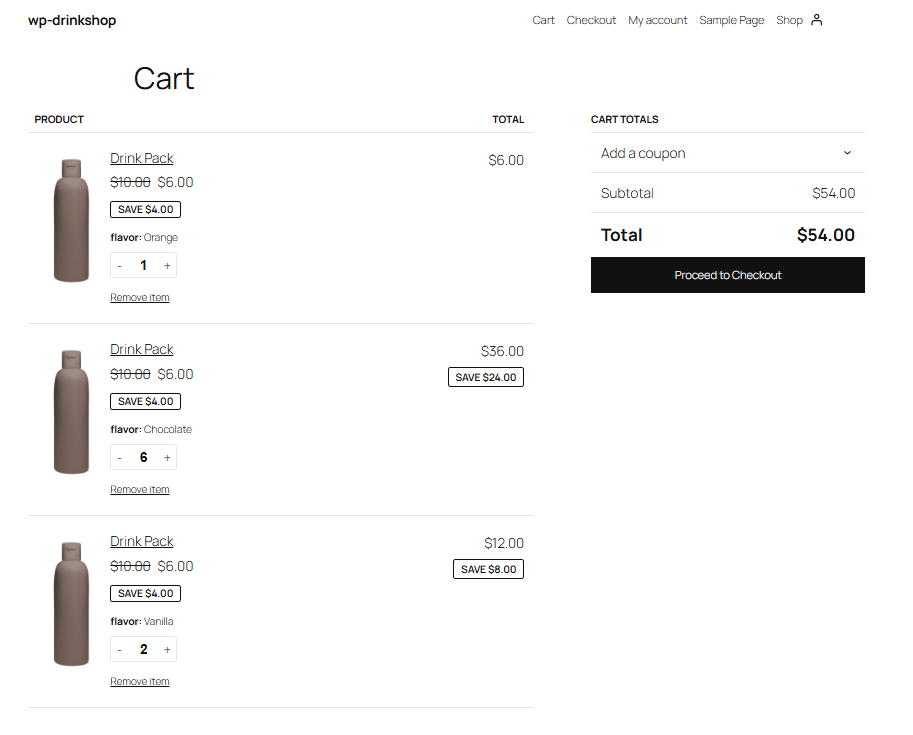 wp-drinkshop
Cart Checkout My account Sample Page Shop
Cart
PRODUCT TOTAL
Drink Pack $6.00
$10.00 $6.00
SAVE $4.00
flavor: Orange
- 1 +
Remove item
Drink Pack $36.00
$10.00 $6.00 SAVE $24.00
SAVE $4.00
flavor: Chocolate
- 6 +
Remove item
Drink Pack $12.00
$10.00 $6.00 SAVE $8.00
SAVE $4.00
flavor: Vanilla
- 2 +
Remove item
CART TOTALS
Add a coupon
Subtotal $54.00
Total $54.00
Proceed to Checkout